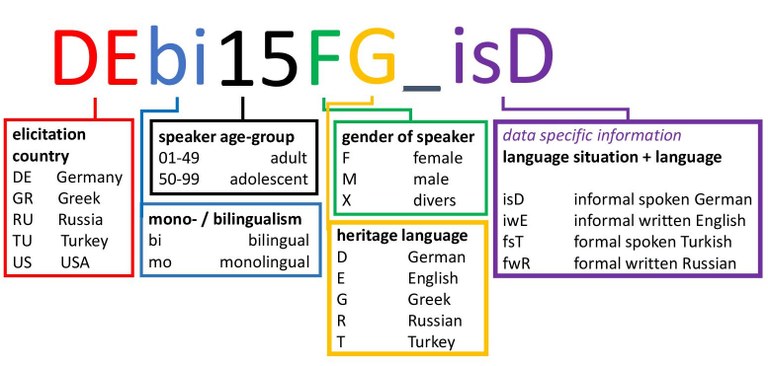 DEbi15FG_isD
elicitation
country
DE Germany
GR Greek
RU Russia
TU Turkey
US USA
speaker age-group
01-49 adult
50-99 adolescent
mono- / bilingualism
bi bilingual
mo monolingual
gender of speaker
F female
M male
X divers
heritage language
D German
E English
G Greek
R Russian
T Turkey
data specific information
language situation + language
isD informal spoken German
iwE informal written English
fsT formal spoken Turkish
fwR formal written Russian